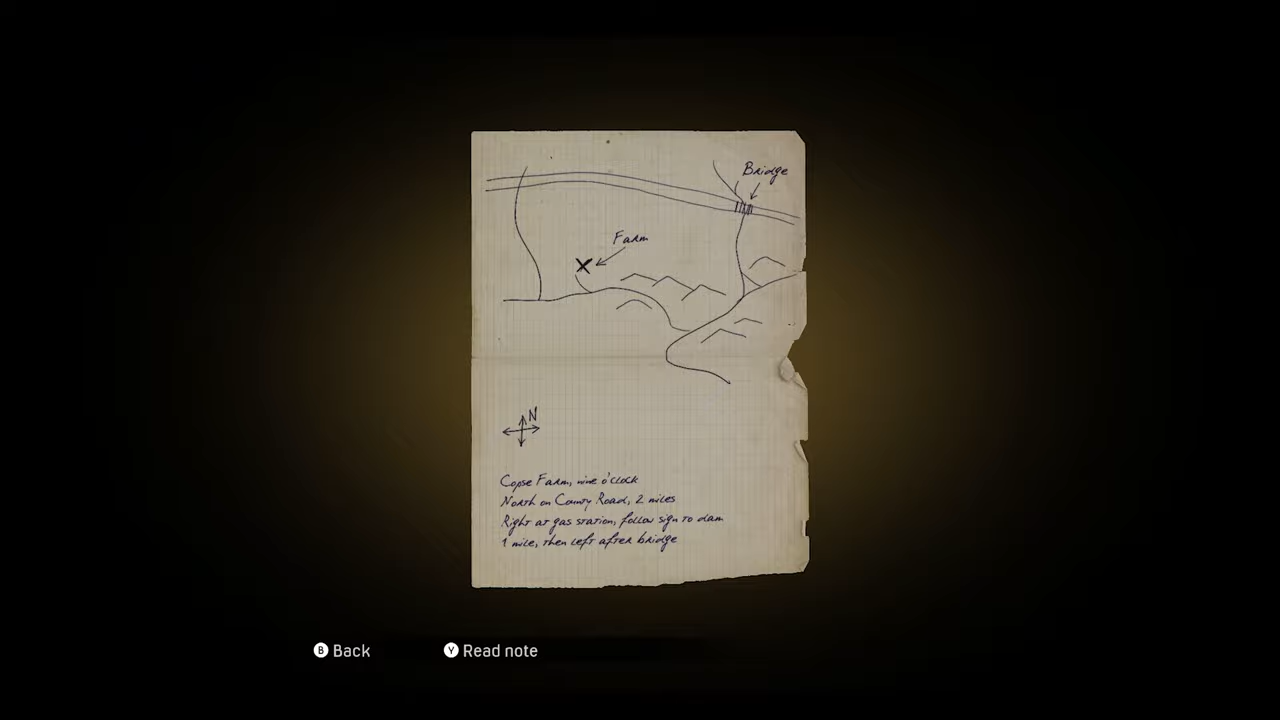 Bridge
Farm
N
Copse Farm, nine o'clock
North on County Road, 2 miles
Right at gas station, follow sign to dam
1 mile, then left after bridge
B Back
Y Read note